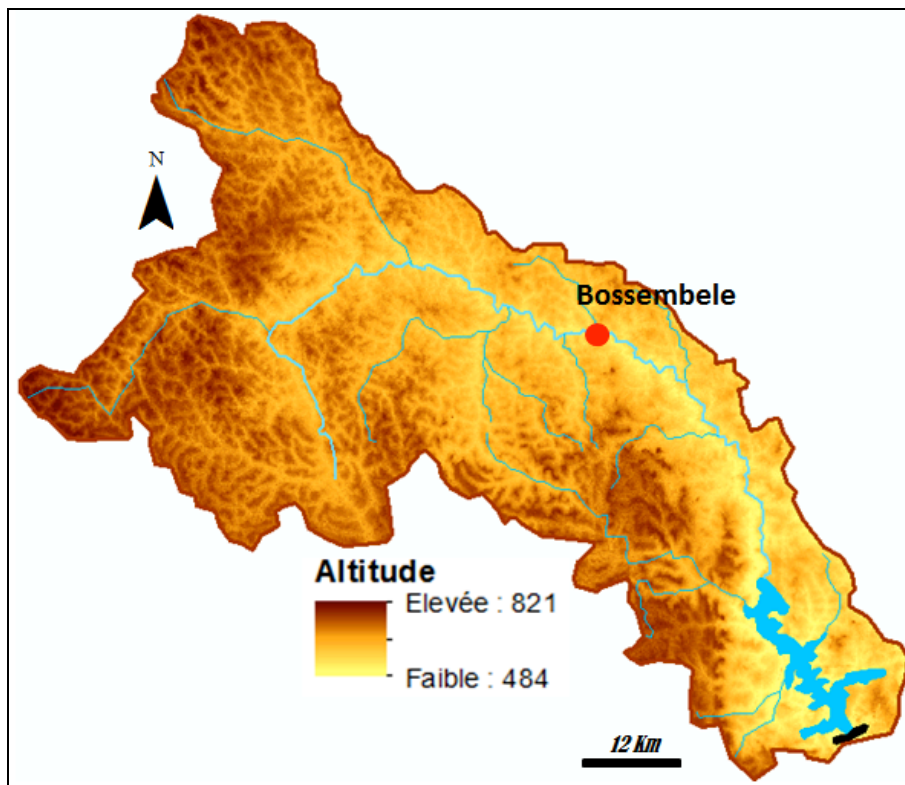 N
Bossembele
Altitude
Elevée : 821
Faible : 484
12 Km